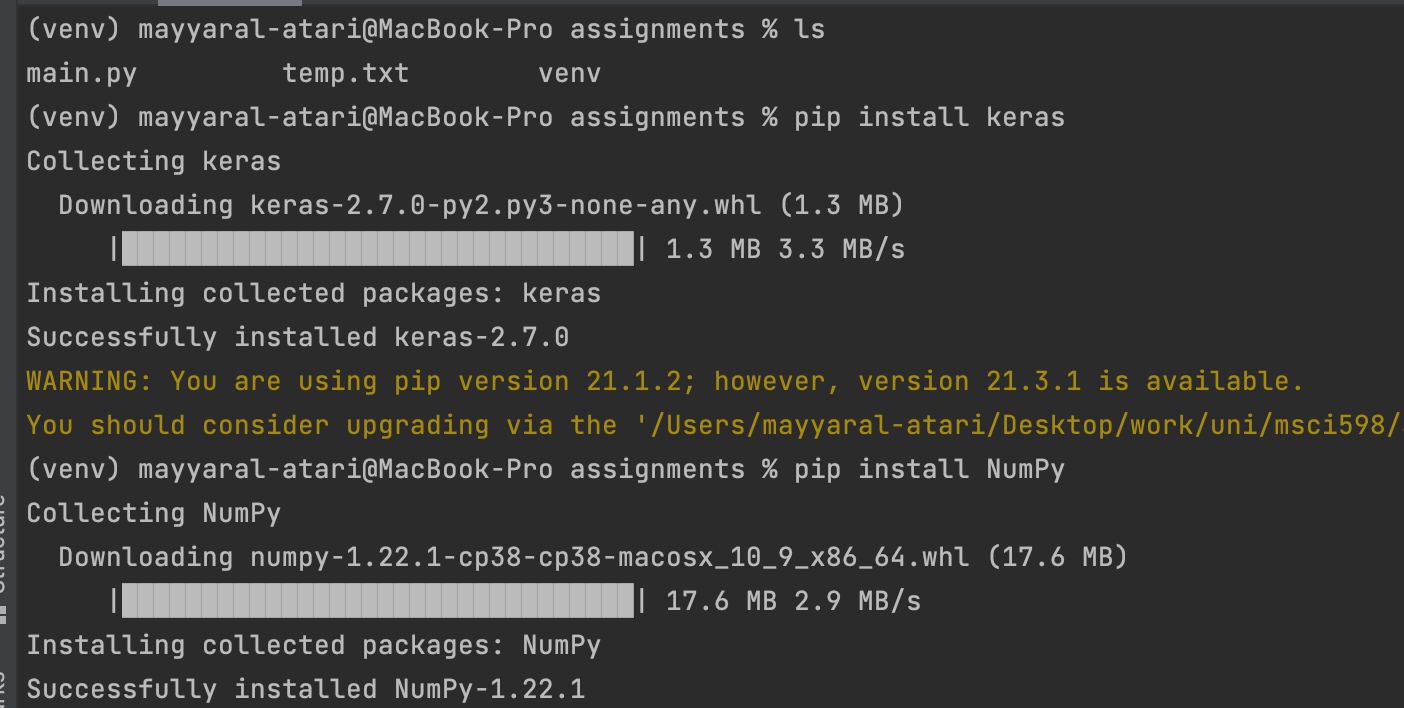 (venv) mayyaral-atari@MacBook-Pro assignments % ls
main.py         temp.txt        venv
(venv) mayyaral-atari@MacBook-Pro assignments % pip install keras
Collecting keras
  Downloading keras-2.7.0-py2.py3-none-any.whl (1.3 MB)
     |████████████████████████████████| 1.3 MB 3.3 MB/s
Installing collected packages: keras
Successfully installed keras-2.7.0
WARNING: You are using pip version 21.1.2; however, version 21.3.1 is available.
You should consider upgrading via the '/Users/mayyaral-atari/Desktop/work/uni/msci598/
(venv) mayyaral-atari@MacBook-Pro assignments % pip install NumPy
Collecting NumPy
  Downloading numpy-1.22.1-cp38-cp38-macosx_10_9_x86_64.whl (17.6 MB)
     |████████████████████████████████| 17.6 MB 2.9 MB/s
Installing collected packages: NumPy
Successfully installed NumPy-1.22.1
Structure